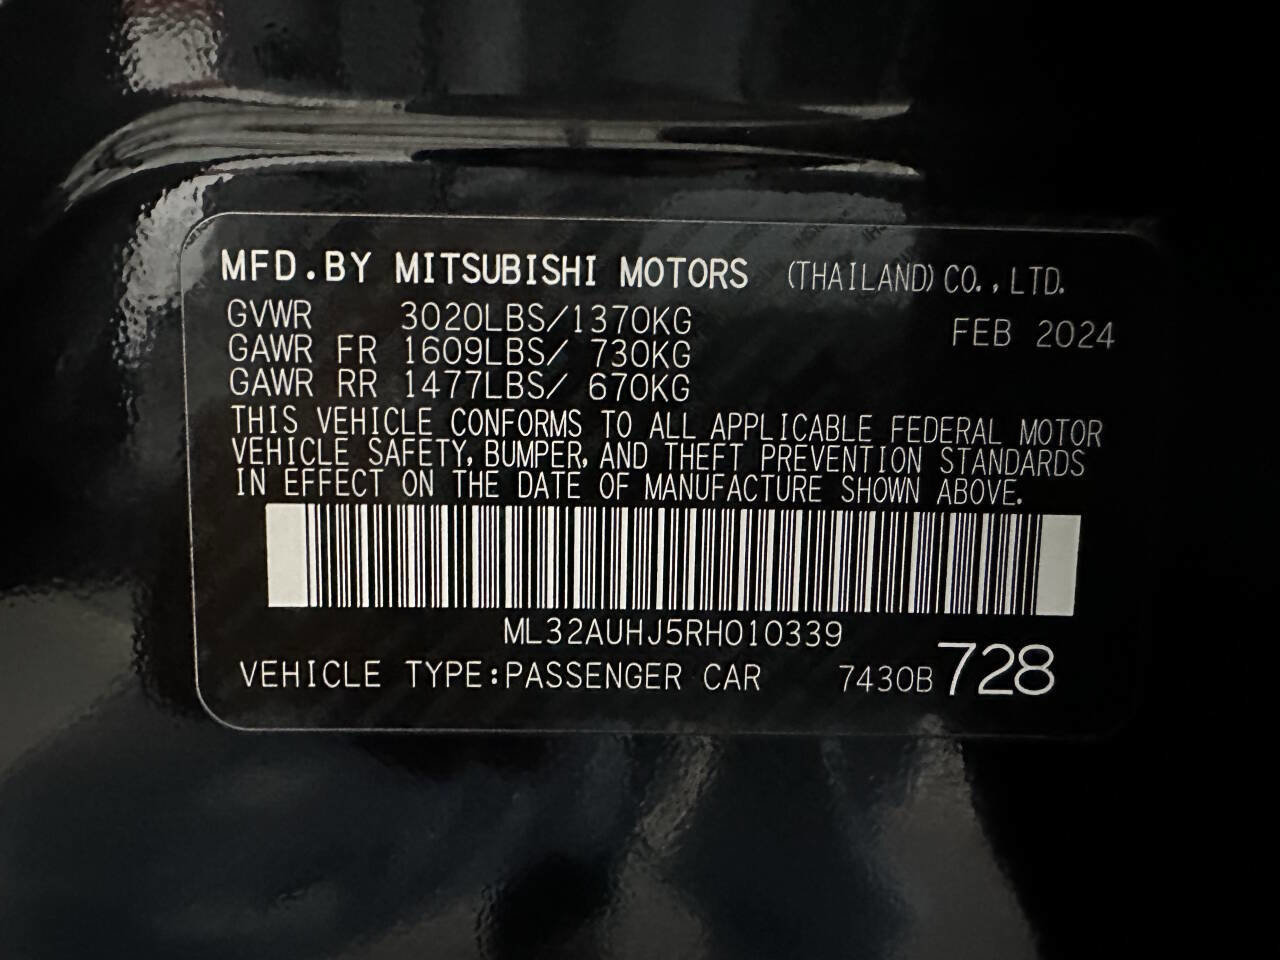 MFD.BY MITSUBISHI MOTORS (THAILAND) CO., LTD.
GVWR 3020LBS/1370KG FEB 2024
GAWR FR 1609LBS/ 730KG
GAWR RR 1477LBS/ 670KG
THIS VEHICLE CONFORMS TO ALL APPLICABLE FEDERAL MOTOR
VEHICLE SAFETY, BUMPER, AND THEFT PREVENTION STANDARDS
IN EFFECT ON THE DATE OF MANUFACTURE SHOWN ABOVE.
ML32AUHJ5RH010339
VEHICLE TYPE:PASSENGER CAR 7430B 728